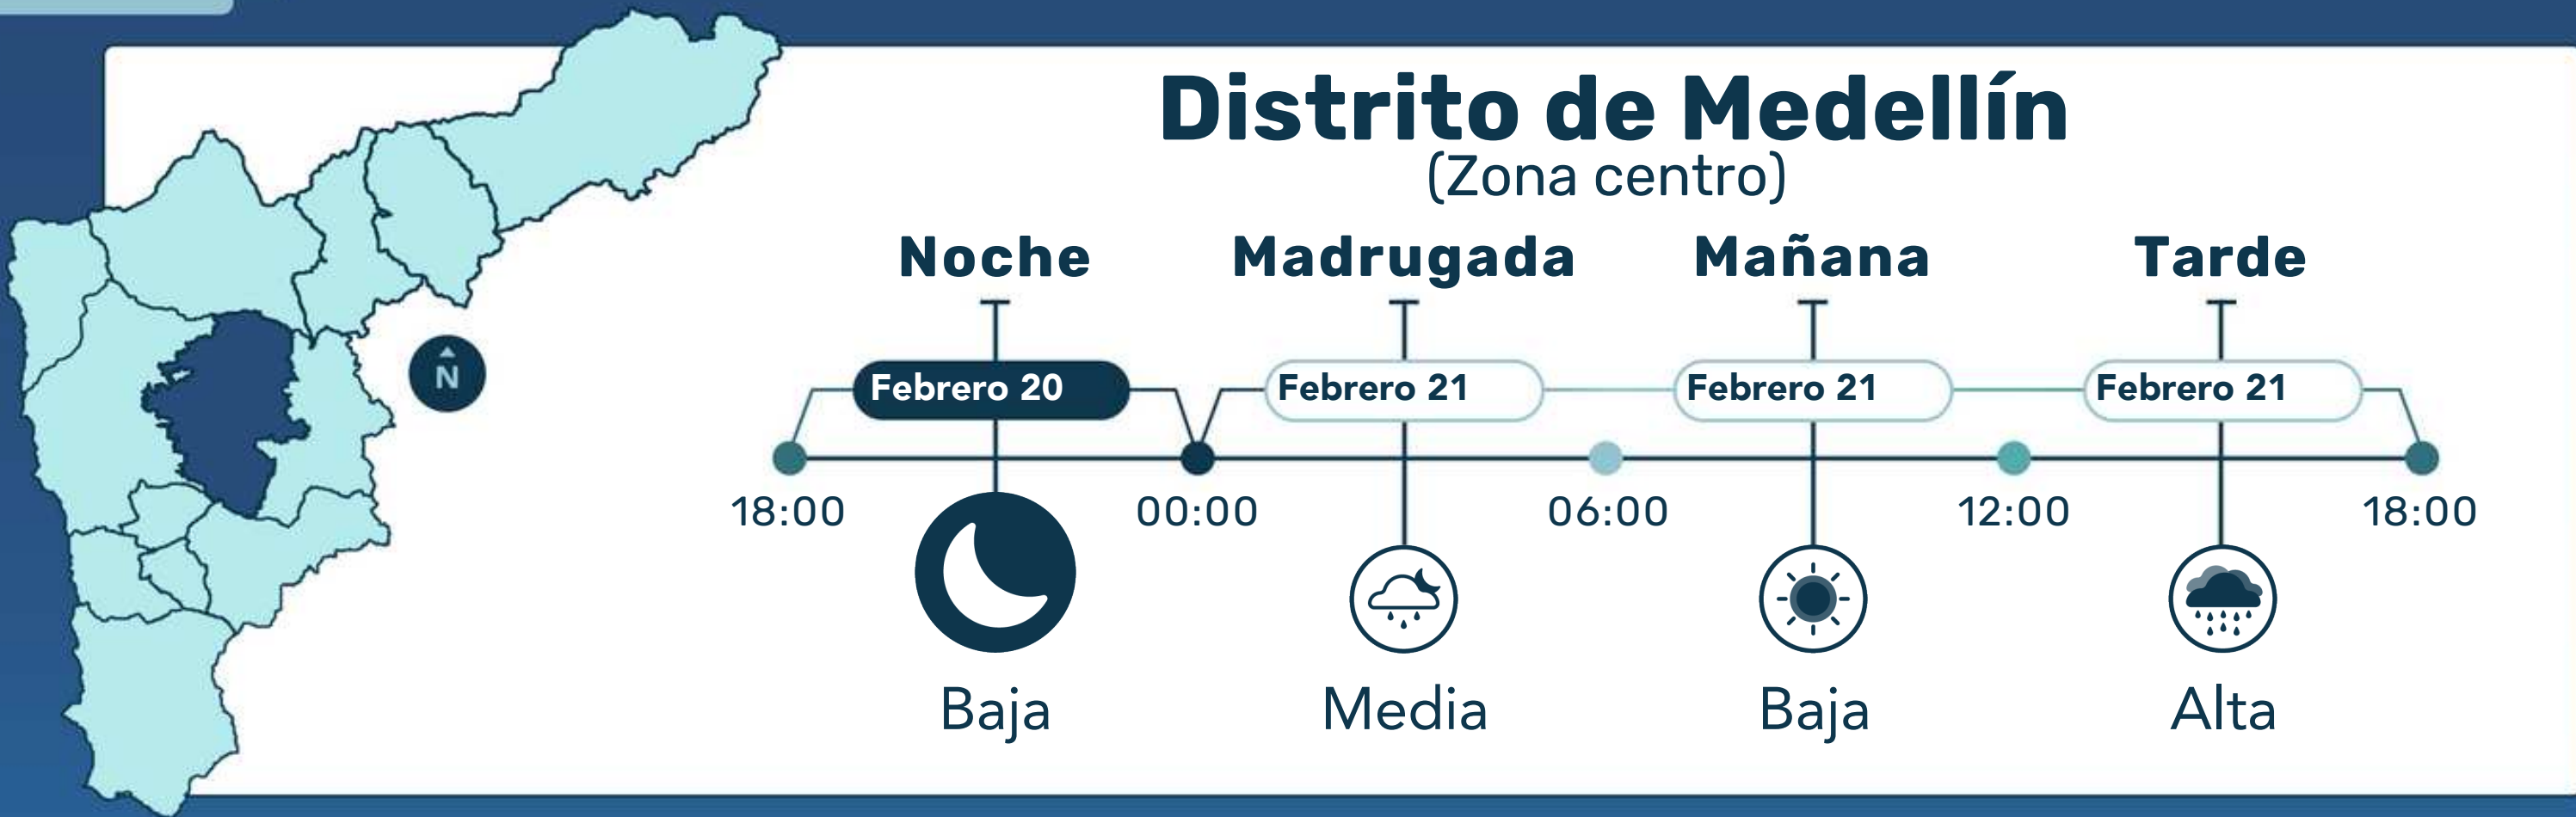 Distrito de Medellín
(Zona centro)
Noche Madrugada Mañana Tarde
Febrero 20 Febrero 21 Febrero 21 Febrero 21
N
18:00 00:00 06:00 12:00 18:00
Baja Media Baja Alta